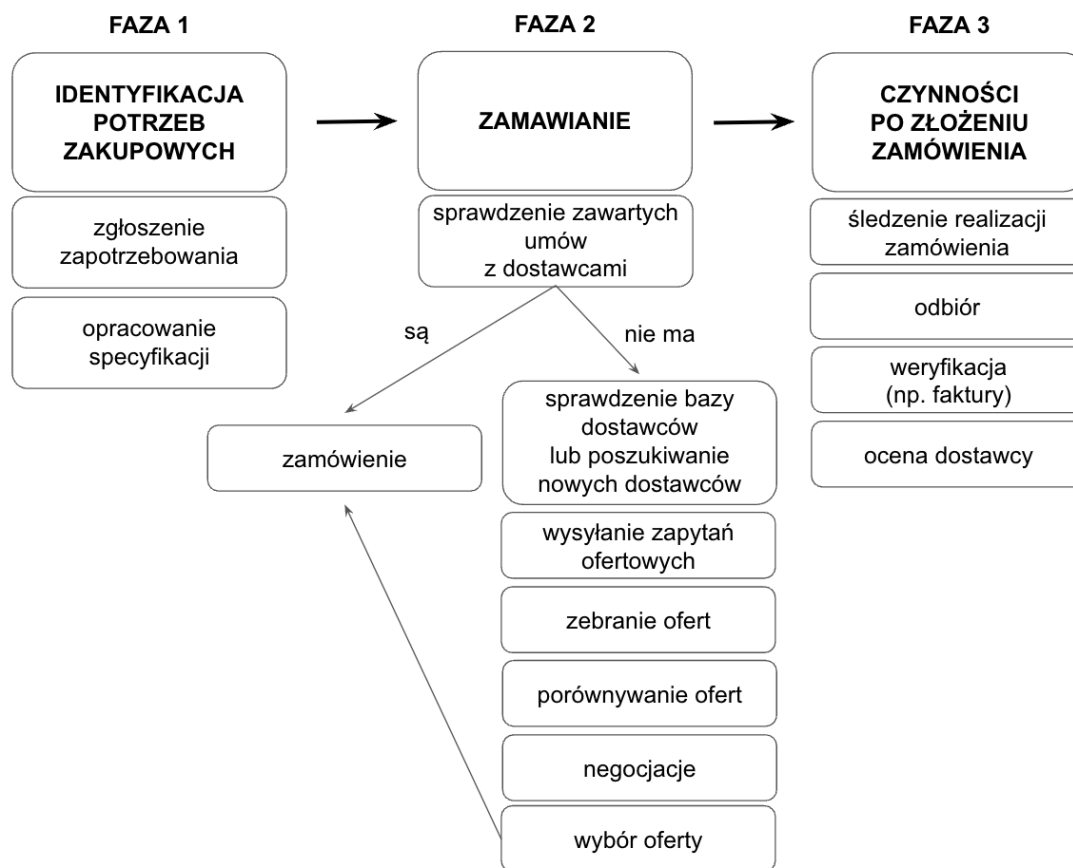 FAZA 1
IDENTYFIKACJA
POTRZEB
ZAKUPOWYCH
zgłoszenie
zapotrzebowania
opracowanie
specyfikacji
FAZA 2
ZAMAWIANIE
sprawdzenie zawartych
umów
z dostawcami
są
nie ma
zamówienie
sprawdzenie bazy
dostawców
lub poszukiwanie
nowych dostawców
wysyłanie zapytań
ofertowych
zebranie ofert
porównywanie ofert
negocjacje
wybór oferty
FAZA 3
CZYNNOŚCI
PO ZŁOŻENIU
ZAMÓWIENIA
śledzenie realizacji
zamówienia
odbiór
weryfikacja
(np. faktury)
ocena dostawcy